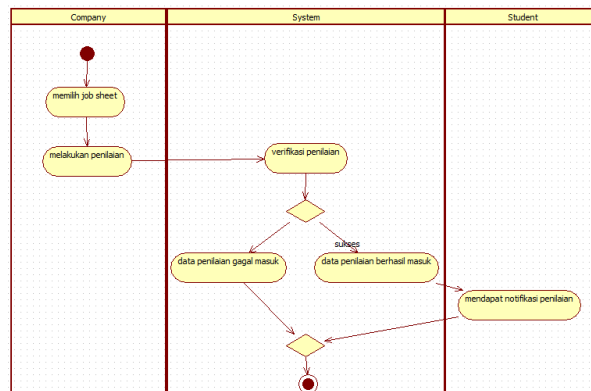 Company
System
Student
memilih job sheet
melakukan penilaian
verifikasi penilaian
sukses
data penilaian gagal masuk
data penilaian berhasil masuk
mendapat notifikasi penilaian